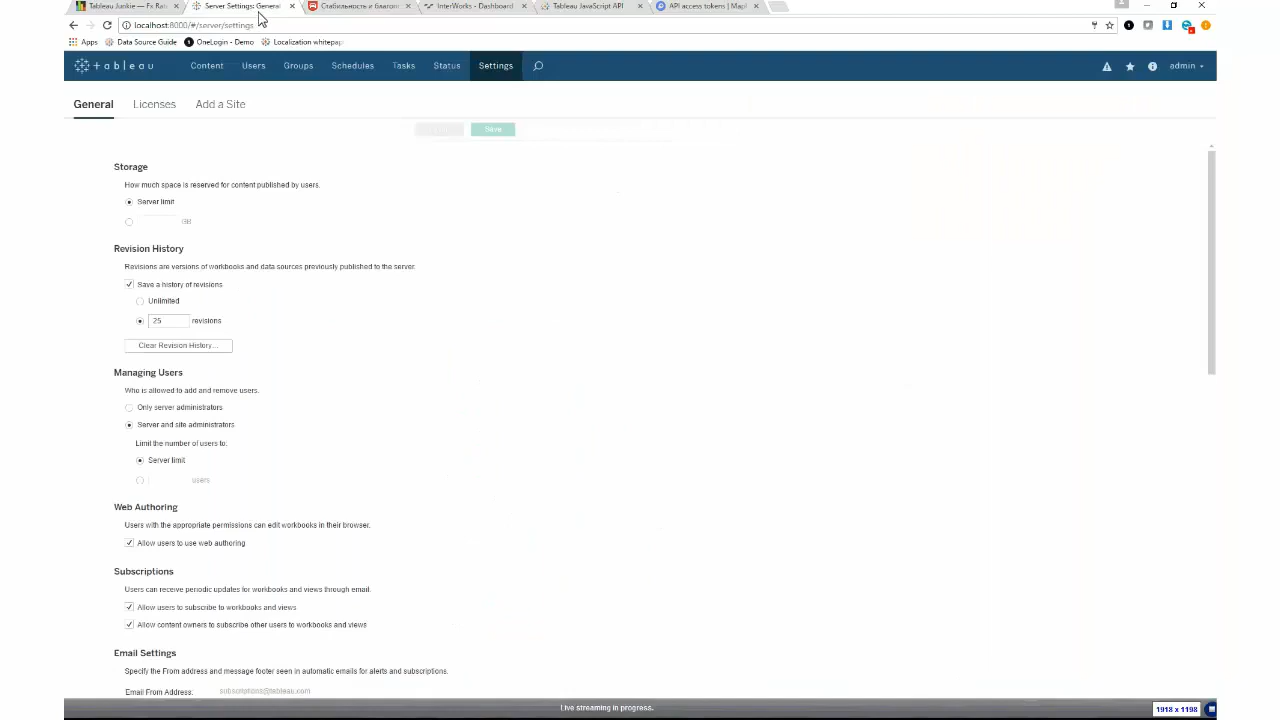 Tableau Junkie — Fx Rat
Server Settings: General
Стабильность и благопо
InterWorks - Dashboard
Tableau JavaScript API
API access tokens | Map
localhost:8000/#/server/settings
Apps
Data Source Guide
OneLogin - Demo
Localization whitepap
tableau
Content
Users
Groups
Schedules
Tasks
Status
Settings
admin
General
Licenses
Add a Site
Save
Storage
How much space is reserved for content published by users.
Server limit
GB
Revision History
Revisions are versions of workbooks and data sources previously published to the server.
Save a history of revisions
Unlimited
25 revisions
Clear Revision History...
Managing Users
Who is allowed to add and remove users.
Only server administrators
Server and site administrators
Limit the number of users to:
Server limit
users
Web Authoring
Users with the appropriate permissions can edit workbooks in their browser.
Allow users to use web authoring
Subscriptions
Users can receive periodic updates for workbooks and views through email.
Allow users to subscribe to workbooks and views
Allow content owners to subscribe other users to workbooks and views
Email Settings
Specify the From address and message footer seen in automatic emails for alerts and subscriptions.
Email From Address: subscriptions@tableau.com
Live streaming in progress.
1918 x 1198